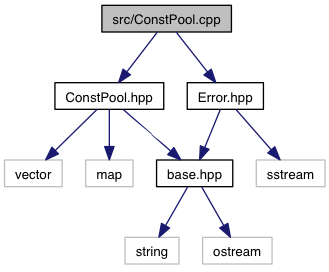 src/ConstPool.cpp
ConstPool.hpp
Error.hpp
vector
map
base.hpp
sstream
string
ostream